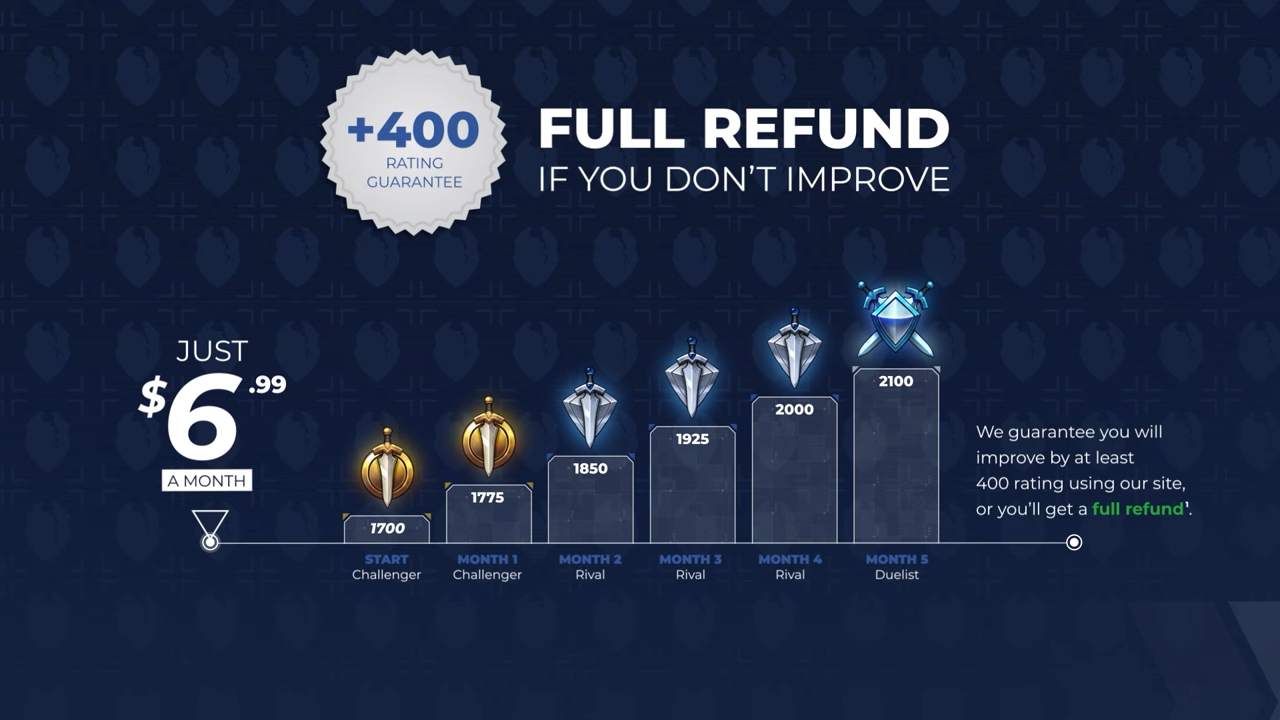 +400
RATING
GUARANTEE
FULL REFUND
IF YOU DON'T IMPROVE
JUST
$6.99
A MONTH
1700
1775
1850
1925
2000
2100
START
Challenger
MONTH 1
Challenger
MONTH 2
Rival
MONTH 3
Rival
MONTH 4
Rival
MONTH 5
Duelist
We guarantee you will
improve by at least
400 rating using our site,
or you'll get a full refund¹.